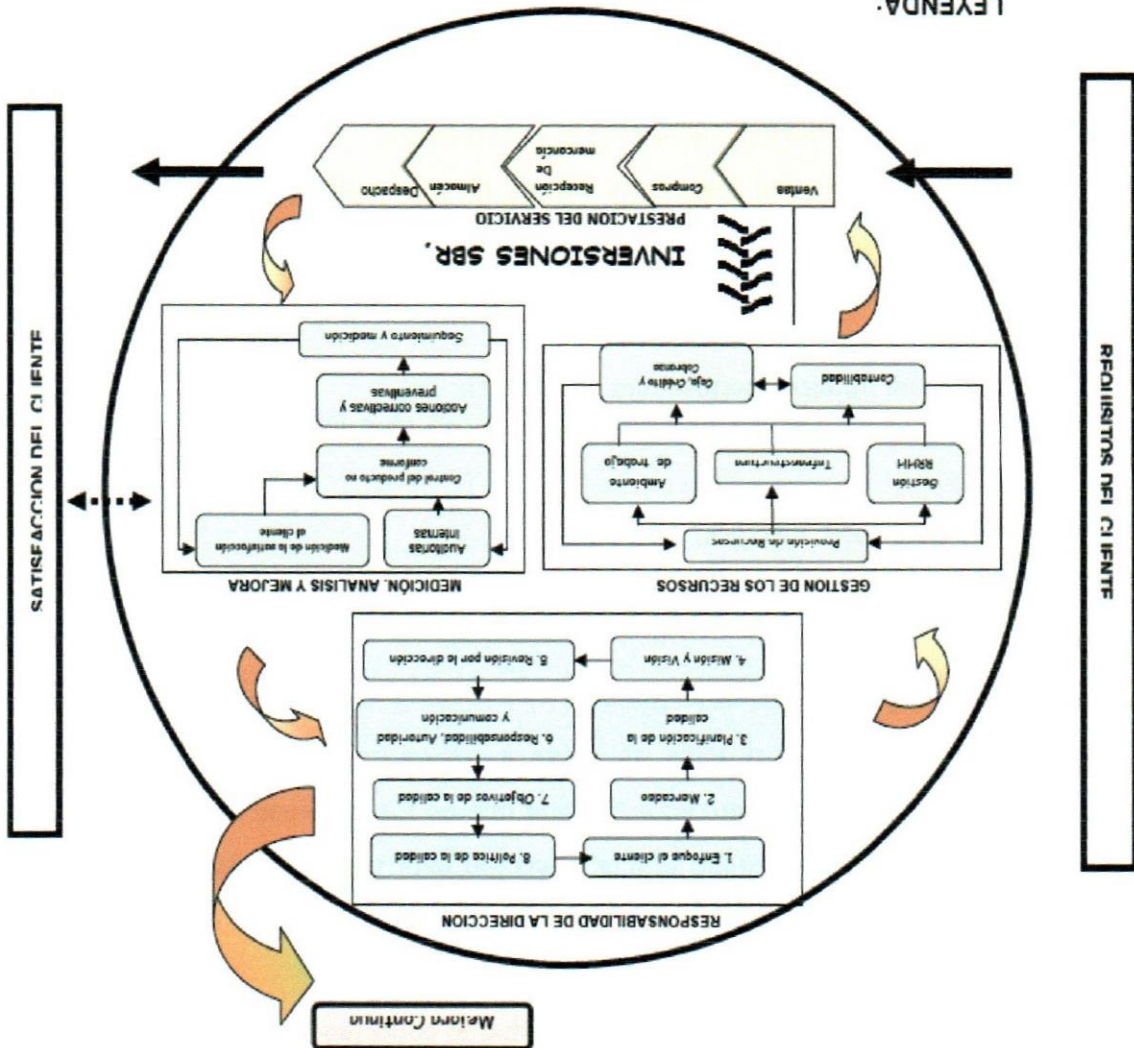 Mejora Continua
RESPONSABILIDAD DE LA DIRECCION
1. Enfoque al cliente
8. Política de la calidad
2. Mercadeo
7. Objetivos de la calidad
3. Planificación de la
calidad
6. Responsabilidad, Autoridad
y comunicación
4. Misión y Visión
5. Revisión por la dirección
GESTION DE LOS RECURSOS
Provisión de Recursos
Gestión
RRHH
Infraestructura
Ambiente
de trabajo
Contabilidad
Caja, Crédito y
Cobranzas
MEDICIÓN. ANALISIS Y MEJORA
Auditorias
internas
Medición de la satisfacción
al cliente
Control del producto no
conforme
Acciones correctivas y
preventivas
Seguimiento y medición
INVERSIONES SBR,
PRESTACION DEL SERVICIO
Ventas
Compras
Recepción
De
mercancía
Almacén
Despacho
REQUISITOS DEL CLIENTE
SATISFACCION DEL CLIENTE
LEYENDA: